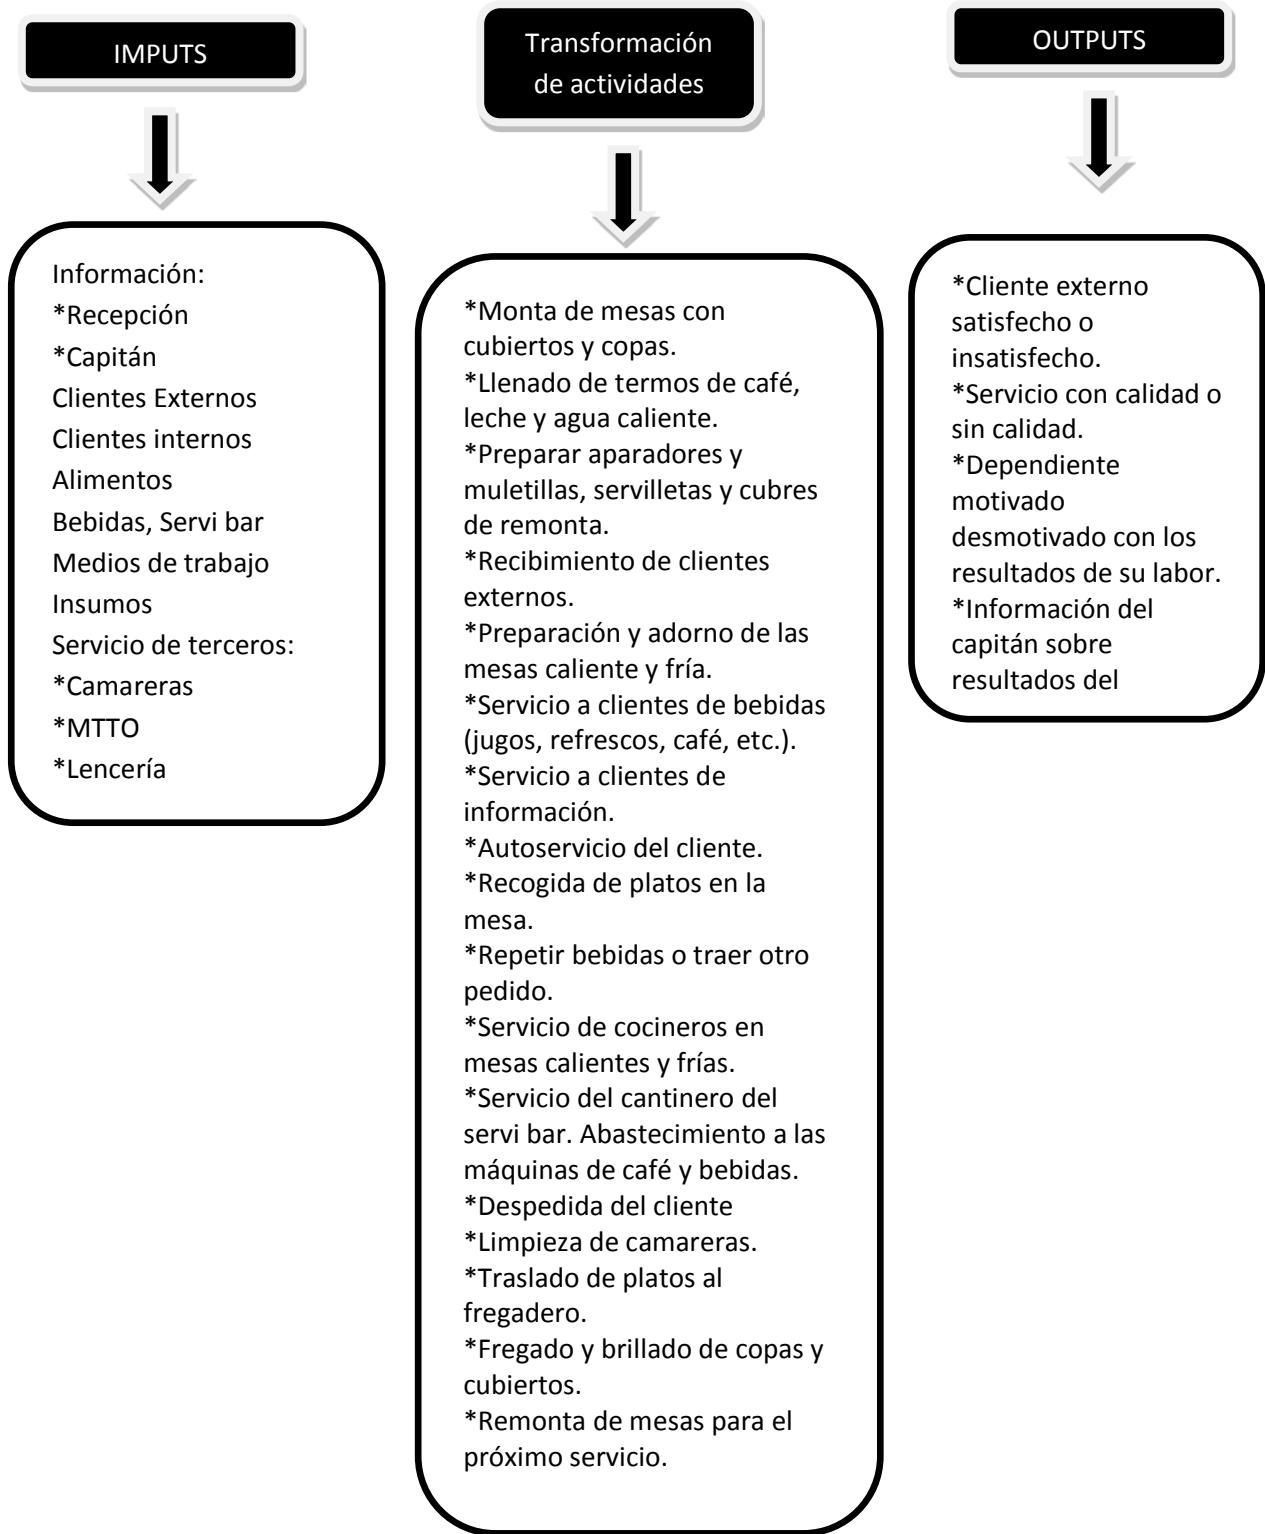 IMPUTS
Información:
*Recepción
*Capitán
Clientes Externos
Clientes internos
Alimentos
Bebidas, Servi bar
Medios de trabajo
Insumos
Servicio de terceros:
*Camareras
*MTTO
*Lencería
Transformación
de actividades
*Monta de mesas con
cubiertos y copas.
*Llenado de termos de café,
leche y agua caliente.
*Preparar aparadores y
muletillas, servilletas y cubres
de remonta.
*Recibimiento de clientes
externos.
*Preparación y adorno de las
mesas caliente y fría.
*Servicio a clientes de bebidas
(jugos, refrescos, café, etc.).
*Servicio a clientes de
información.
*Autoservicio del cliente.
*Recogida de platos en la
mesa.
*Repetir bebidas o traer otro
pedido.
*Servicio de cocineros en
mesas calientes y frías.
*Servicio del cantinero del
servi bar. Abastecimiento a las
máquinas de café y bebidas.
*Despedida del cliente
*Limpieza de camareras.
*Traslado de platos al
fregadero.
*Fregado y brillado de copas y
cubiertos.
*Remonta de mesas para el
próximo servicio.
OUTPUTS
*Cliente externo
satisfecho o
insatisfecho.
*Servicio con calidad o
sin calidad.
*Dependiente
motivado
desmotivado con los
resultados de su labor.
*Información del
capitán sobre
resultados del